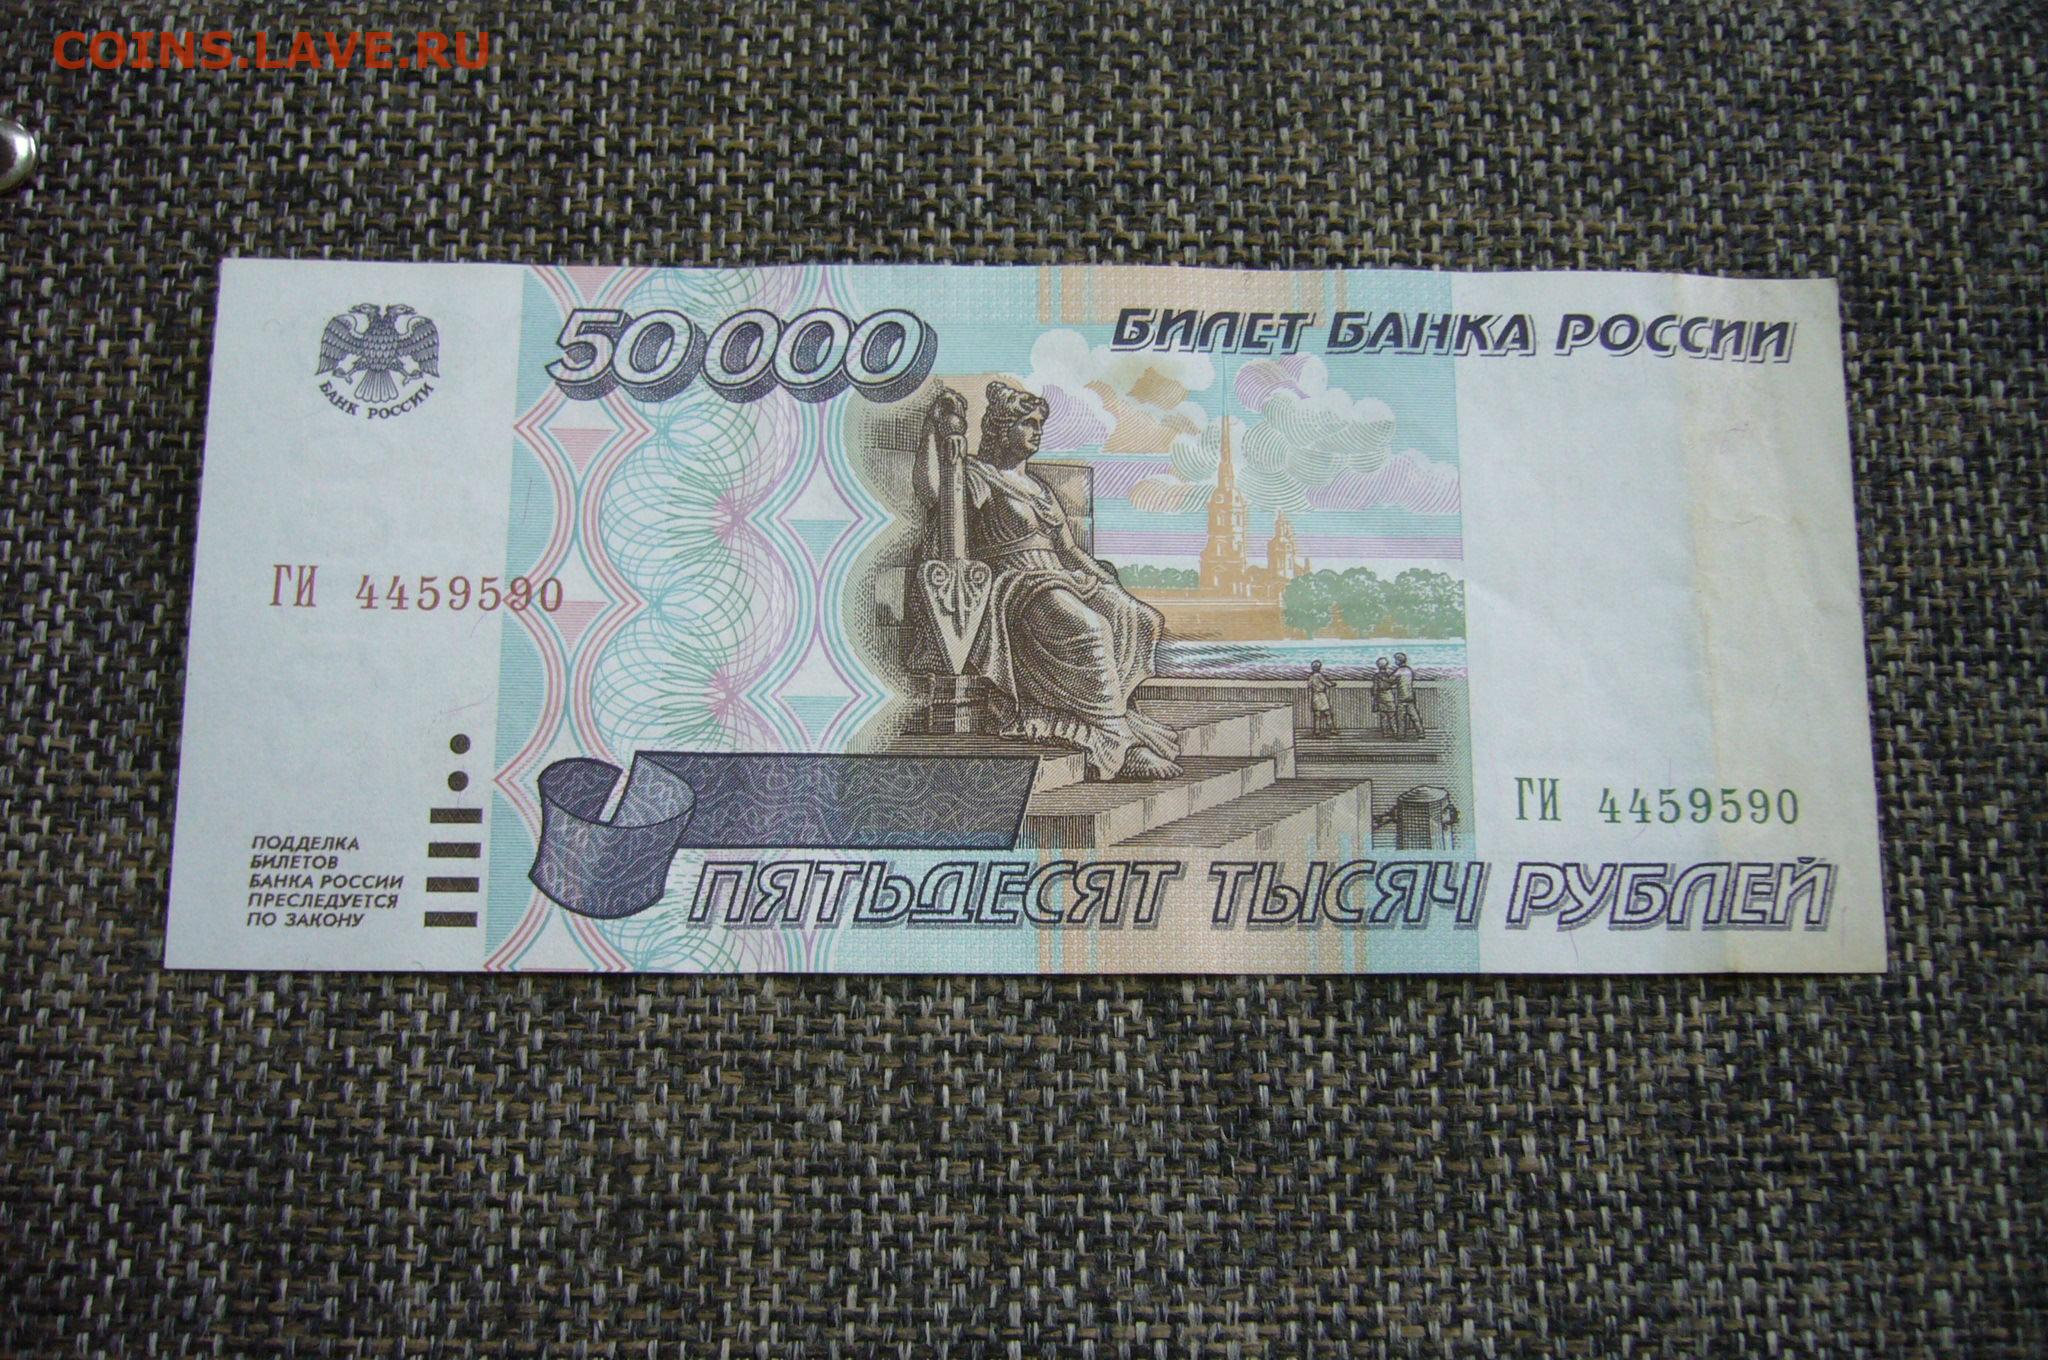 COINS.LAVE.RU
50 000
БИЛЕТ БАНКА РОССИИ
БАНК РОССИИ
ГИ 4459590
ГИ 4459590
ПОДДЕЛКА
БИЛЕТОВ
БАНКА РОССИИ
ПРЕСЛЕДУЕТСЯ
ПО ЗАКОНУ
ПЯТЬДЕСЯТ ТЫСЯЧ РУБЛЕЙ